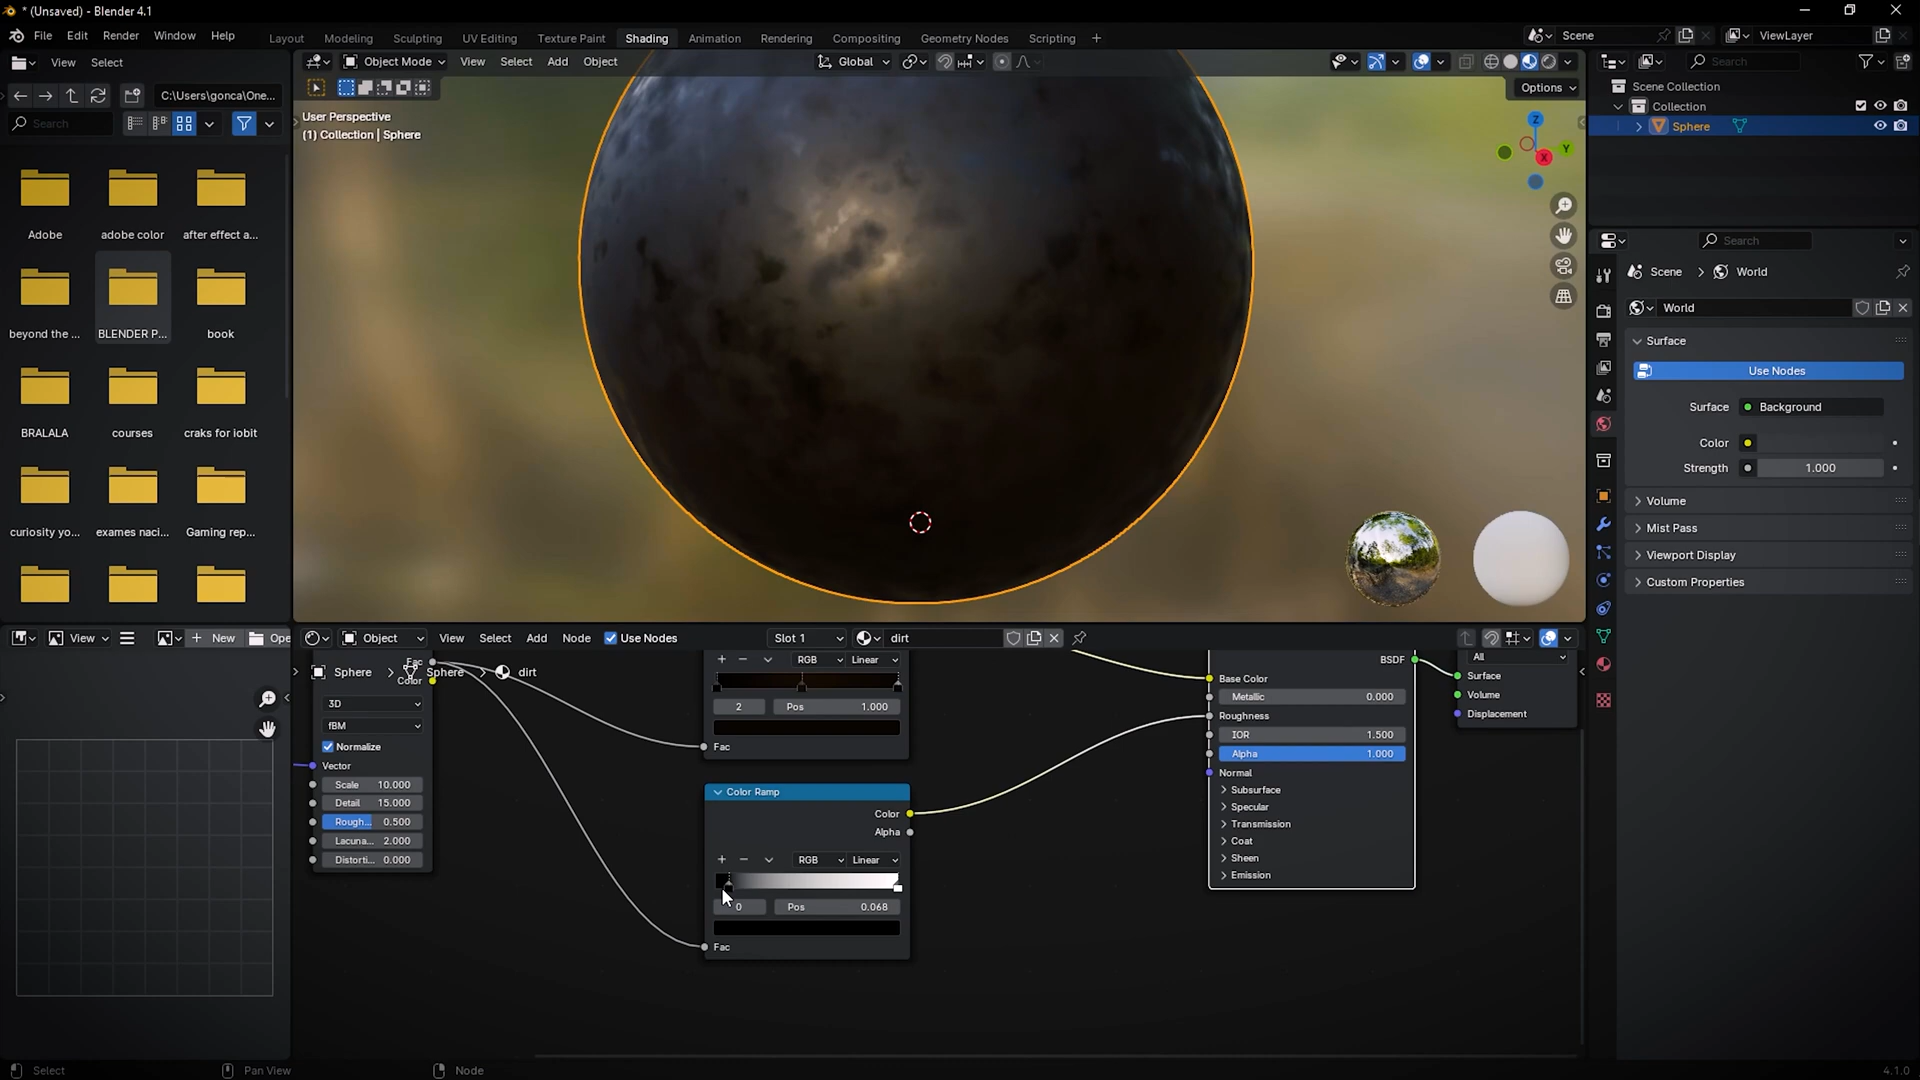 * (Unsaved) - Blender 4.1
File Edit Render Window Help
Layout Modeling Sculpting UV Editing Texture Paint Shading Animation Rendering Compositing Geometry Nodes Scripting +
Scene
ViewLayer
View Select
C:\Users\gonca\One...
Search
Adobe
adobe color
after effect a...
beyond the ...
BLENDER P...
book
BRALALA
courses
craks for iobit
curiosity yo...
exames naci...
Gaming rep...
Object Mode View Select Add Object
Global
Options
User Perspective
(1) Collection | Sphere
Z
Y
X
Search
Scene Collection
Collection
Sphere
Search
Scene > World
World
Surface
Use Nodes
Surface Background
Color
Strength 1.000
Volume
Mist Pass
Viewport Display
Custom Properties
View
New
Ope
Object View Select Add Node Use Nodes
Slot 1
dirt
Sphere > Sphere > dirt
Fac
Color
3D
fBM
Normalize
Vector
Scale 10.000
Detail 15.000
Rough... 0.500
Lacuna... 2.000
Distorti... 0.000
RGB Linear
2 Pos 1.000
Fac
Color Ramp
Color
Alpha
RGB Linear
0 Pos 0.068
Fac
BSDF
Base Color
Metallic 0.000
Roughness
IOR 1.500
Alpha 1.000
Normal
Subsurface
Specular
Transmission
Coat
Sheen
Emission
All
Surface
Volume
Displacement
Select
Pan View
Node
4.1.0